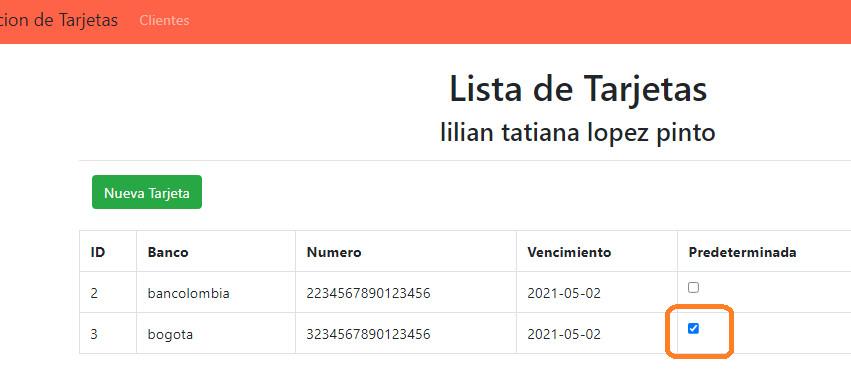 cion de Tarjetas Clientes
Lista de Tarjetas
lilian tatiana lopez pinto
Nueva Tarjeta
ID Banco Numero Vencimiento Predeterminada
2 bancolombia 2234567890123456 2021-05-02
3 bogota 3234567890123456 2021-05-02